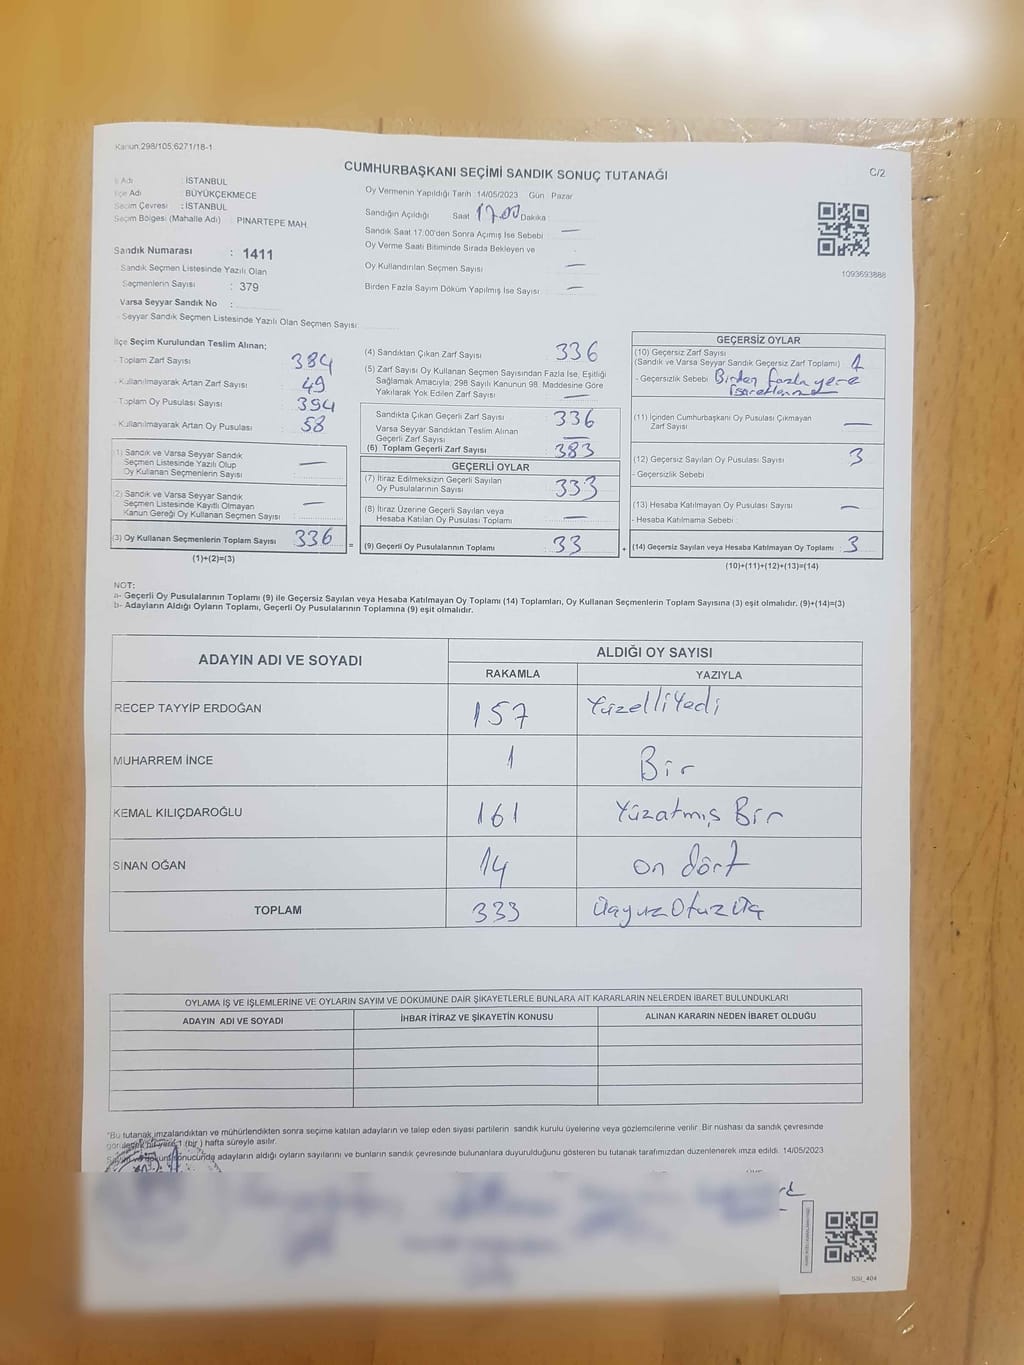 Kanun:298/105;6271/18-1
CUMHURBAŞKANI SEÇİMİ SANDIK SONUÇ TUTANAĞI
C/2
İl Adı : İSTANBUL
İlçe Adı : BÜYÜKÇEKMECE
Seçim Çevresi : İSTANBUL
Seçim Bölgesi (Mahalle Adı) : PINARTEPE MAH.
Sandık Numarası : 1411
Sandık Seçmen Listesinde Yazılı Olan
Seçmenlerin Sayısı : 379
Varsa Seyyar Sandık No :
Seyyar Sandık Seçmen Listesinde Yazılı Olan Seçmen Sayısı:
Oy Vermenin Yapıldığı Tarih :14/05/2023 Gün Pazar
Sandığın Açıldığı Saat 17.00 Dakika
Sandık Saat 17.00'den Sonra Açılmış İse Sebebi : —
Oy Verme Saati Bitiminde Sırada Bekleyen ve
Oy Kullandırılan Seçmen Sayısı : —
Birden Fazla Sayım Döküm Yapılmış İse Sayısı : —
1093693888
İlçe Seçim Kurulundan Teslim Alınan;
- Toplam Zarf Sayısı 384
- Kullanılmayarak Artan Zarf Sayısı : 49
- Toplam Oy Pusulası Sayısı : 394
- Kullanılmayarak Artan Oy Pusulası : 58
(1) Sandık ve Varsa Seyyar Sandık
Seçmen Listesinde Yazılı Olup
Oy Kullanan Seçmenlerin Sayısı : —
(2) Sandık ve Varsa Seyyar Sandık
Seçmen Listesinde Kayıtlı Olmayan
Kanun Gereği Oy Kullanan Seçmen Sayısı : —
(3) Oy Kullanan Seçmenlerin Toplam Sayısı : 336
(1)+(2)=(3)
=
(4) Sandıktan Çıkan Zarf Sayısı : 336
(5) Zarf Sayısı Oy Kullanan Seçmen Sayısından Fazla İse, Eşitliği
Sağlamak Amacıyla; 298 Sayılı Kanunun 98. Maddesine Göre
Yakılarak Yok Edilen Zarf Sayısı : —
Sandıkta Çıkan Geçerli Zarf Sayısı : 336
Varsa Seyyar Sandıktan Teslim Alınan
Geçerli Zarf Sayısı : —
(6) Toplam Geçerli Zarf Sayısı : 383
GEÇERLİ OYLAR
(7) İtiraz Edilmeksizin Geçerli Sayılan
Oy Pusulalarının Sayısı : 333
(8) İtiraz Üzerine Geçerli Sayılan veya
Hesaba Katılan Oy Pusulası Toplamı : —
(9) Geçerli Oy Pusulalarının Toplamı : 33
+
GEÇERSİZ OYLAR
(10) Geçersiz Zarf Sayısı
(Sandık ve Varsa Seyyar Sandık Geçersiz Zarf Toplamı) : 1
- Geçersizlik Sebebi : Birden fazla yere
(11) İçinden Cumhurbaşkanı Oy Pusulası Çıkmayan
Zarf Sayısı : —
(12) Geçersiz Sayılan Oy Pusulası Sayısı : 3
- Geçersizlik Sebebi :
(13) Hesaba Katılmayan Oy Pusulası Sayısı : —
- Hesaba Katılmama Sebebi :
(14) Geçersiz Sayılan veya Hesaba Katılmayan Oy Toplamı : 3
(10)+(11)+(12)+(13)=(14)
NOT:
a- Geçerli Oy Pusulalarının Toplamı (9) ile Geçersiz Sayılan veya Hesaba Katılmayan Oy Toplamı (14) Toplamları, Oy Kullanan Seçmenlerin Toplam Sayısına (3) eşit olmalıdır. (9)+(14)=(3)
b- Adayların Aldığı Oyların Toplamı, Geçerli Oy Pusulalarının Toplamına (9) eşit olmalıdır.
ADAYIN ADI VE SOYADI
ALDIĞI OY SAYISI
RAKAMLA YAZIYLA
RECEP TAYYİP ERDOĞAN 157 YüzelliYedi
MUHARREM İNCE 1 Bir
KEMAL KILIÇDAROĞLU 161 Yüzatmış Bir
SİNAN OĞAN 14 on dört
TOPLAM 333 ÜçyuzOtuzÜç
OYLAMA İŞ VE İŞLEMLERİNE VE OYLARIN SAYIM VE DÖKÜMÜNE DAİR ŞİKAYETLERLE BUNLARA AİT KARARLARIN NELERDEN İBARET BULUNDUKLARI
ADAYIN ADI VE SOYADI İHBAR İTİRAZ VE ŞİKAYETİN KONUSU ALINAN KARARIN NEDEN İBARET OLDUĞU
*Bu tutanak imzalandıktan ve mühürlendikten sonra seçime katılan adayların ve talep eden siyasi partilerin sandık kurulu üyelerine veya gözlemcilerine verilir. Bir nüshası da sandık çevresinde
görülecek bir yere 1 (bir ) hafta süreyle asılır.
Sayım ve döküm sonucunda adayların aldığı oyların sayılarını ve bunların sandık çevresinde bulunanlara duyurulduğunu gösteren bu tutanak tarafımızdan düzenlenerek imza edildi. 14/05/2023
SSI_404